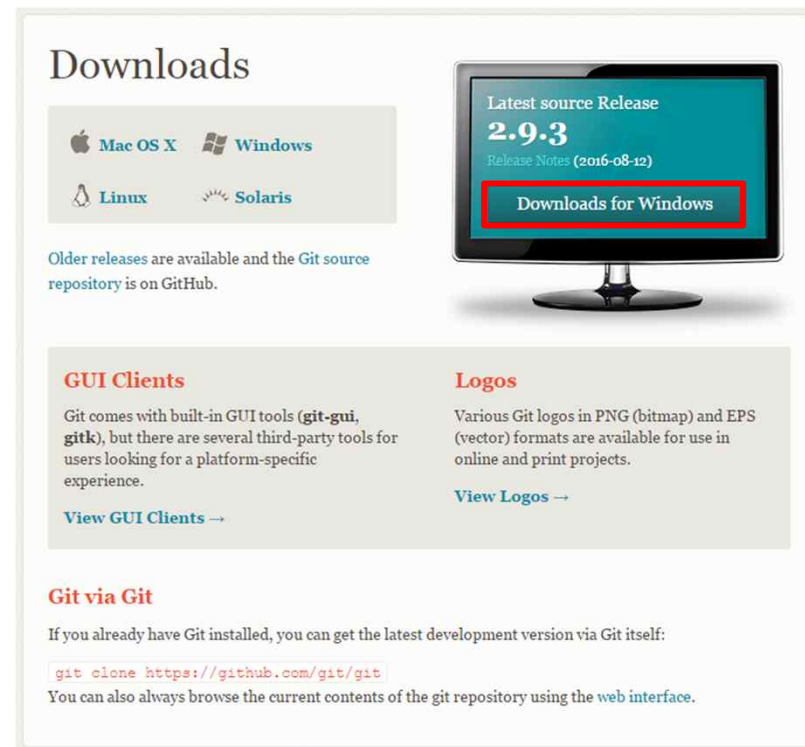 Downloads
Mac OS X Windows
Linux Solaris
Older releases are available and the Git source
repository is on GitHub.
Latest source Release
2.9.3
Release Notes (2016-08-12)
Downloads for Windows
GUI Clients
Git comes with built-in GUI tools (git-gui,
gitk), but there are several third-party tools for
users looking for a platform-specific
experience.
View GUI Clients →
Logos
Various Git logos in PNG (bitmap) and EPS
(vector) formats are available for use in
online and print projects.
View Logos →
Git via Git
If you already have Git installed, you can get the latest development version via Git itself:
git clone https://github.com/git/git
You can also always browse the current contents of the git repository using the web interface.